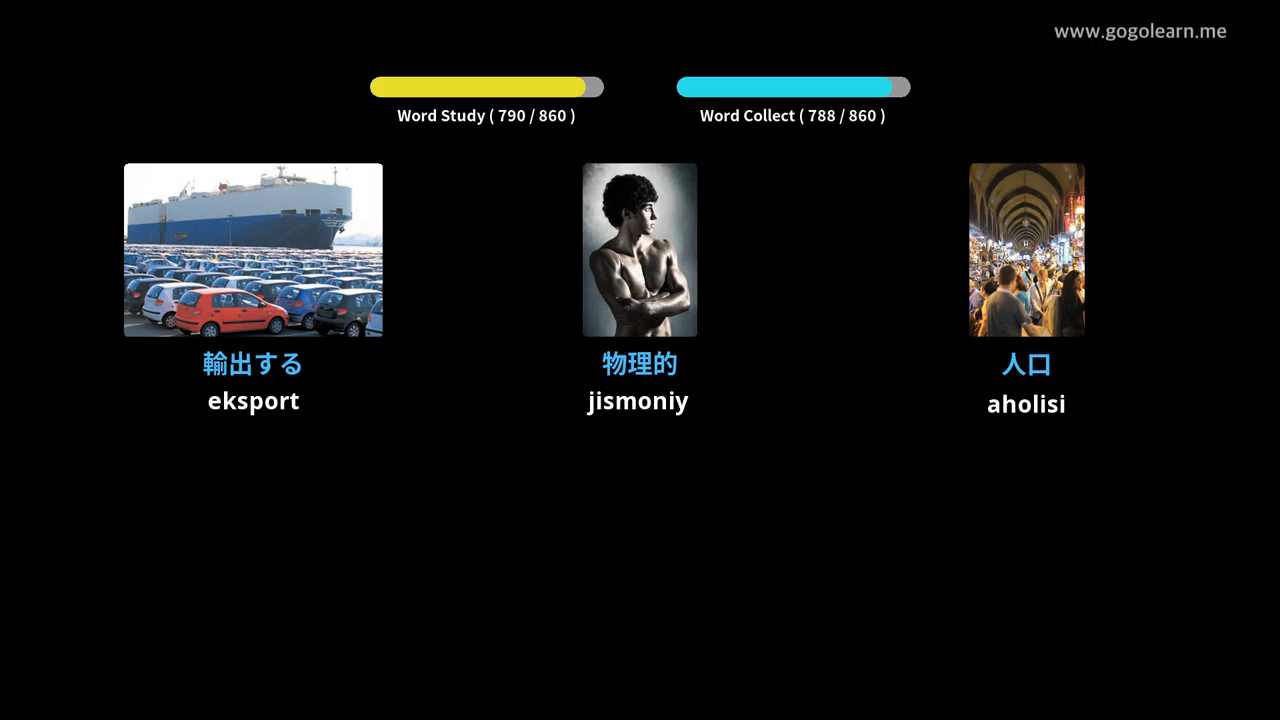 www.gogolearn.me
Word Study ( 790 / 860 )
Word Collect ( 788 / 860 )
輸出する
eksport
物理的
jismoniy
人口
aholisi